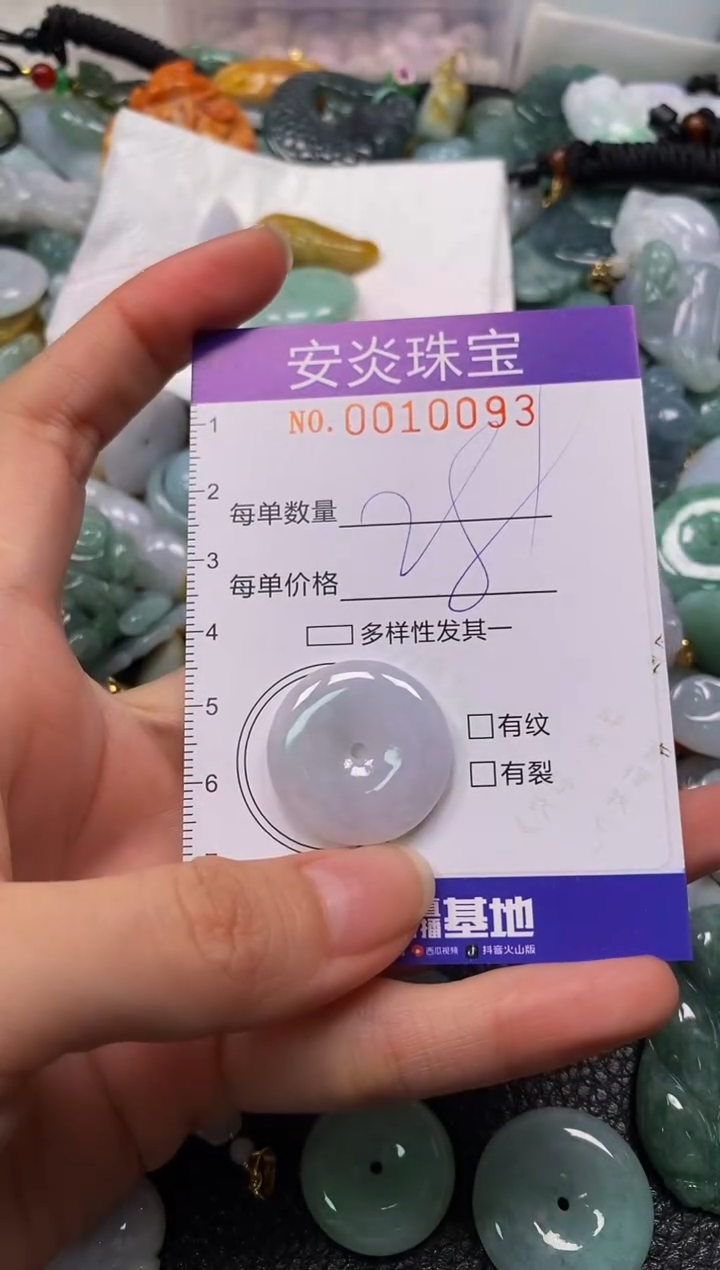 安炎珠宝
NO. 0010093
1
2
每单数量
3
每单价格
4
多样性发其一
5
有纹
6
有裂
播基地
西瓜视频 抖音火山版